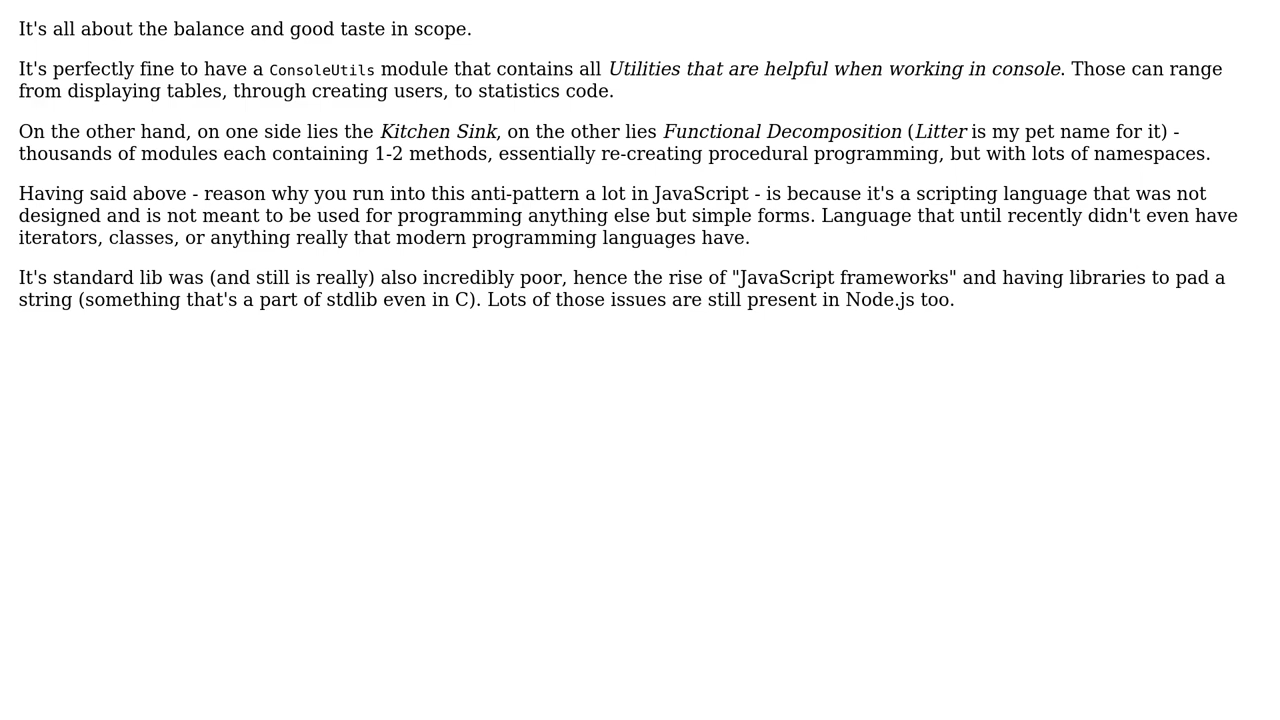 It's all about the balance and good taste in scope.
It's perfectly fine to have a ConsoleUtils module that contains all Utilities that are helpful when working in console. Those can range
from displaying tables, through creating users, to statistics code.
On the other hand, on one side lies the Kitchen Sink, on the other lies Functional Decomposition (Litter is my pet name for it) -
thousands of modules each containing 1-2 methods, essentially re-creating procedural programming, but with lots of namespaces.
Having said above - reason why you run into this anti-pattern a lot in JavaScript - is because it's a scripting language that was not
designed and is not meant to be used for programming anything else but simple forms. Language that until recently didn't even have
iterators, classes, or anything really that modern programming languages have.
It's standard lib was (and still is really) also incredibly poor, hence the rise of "JavaScript frameworks" and having libraries to pad a
string (something that's a part of stdlib even in C). Lots of those issues are still present in Node.js too.